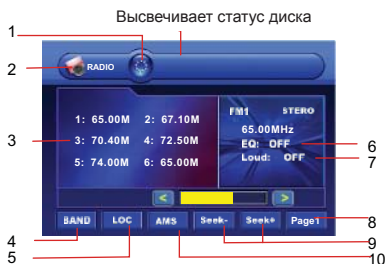 Высвечивает статус диска
1
2
RADIO
3
1: 65.00M 2: 67.10M
3: 70.40M 4: 72.50M
5: 74.00M 6: 65.00M
FM1 STERO
65.00MHz
EQ: OFF
Loud: OFF
6
7
< >
BAND LOC AMS Seek- Seek+ Page1
4
5
8
9
10